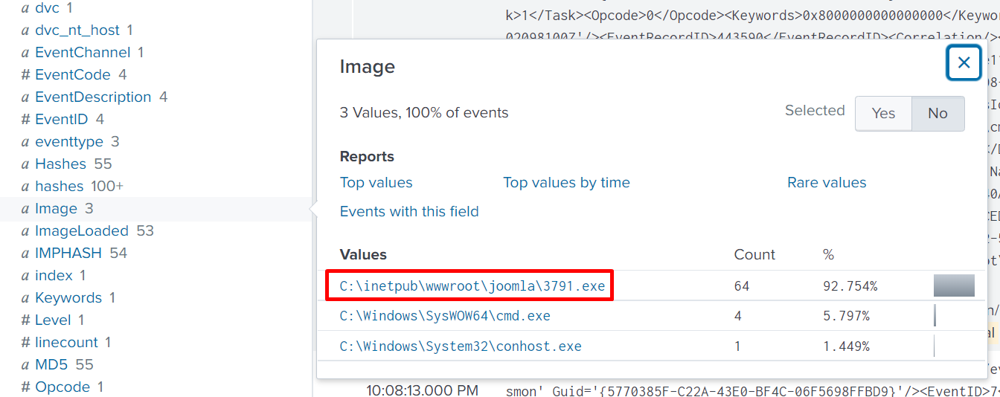 a dvc 1
a dvc_nt_host 1
a EventChannel 1
# EventCode 4
a EventDescription 4
# EventID 4
a eventtype 3
a Hashes 55
a hashes 100+
a Image 3
a ImageLoaded 53
a IMPHASH 54
a index 1
a Keywords 1
# Level 1
# linecount 1
a MD5 55
# Opcode 1
k>1</Task><Opcode>0</Opcode><Keywords>0x8000000000000000</Keywor
020981007'/><EventRecordID>443590</EventRecordID><Correlation/><
Image
3 Values, 100% of events
Selected Yes No
Reports
Top values Top values by time Rare values
Events with this field
Values Count %
C:\inetpub\wwwroot\joomla\3791.exe 64 92.754%
C:\Windows\SysWOW64\cmd.exe 4 5.797%
C:\Windows\System32\conhost.exe 1 1.449%
10:08:13.000 PM
smon' Guid='{5770385F-C22A-43E0-BF4C-06F5698FFBD9}'/><EventID>7<